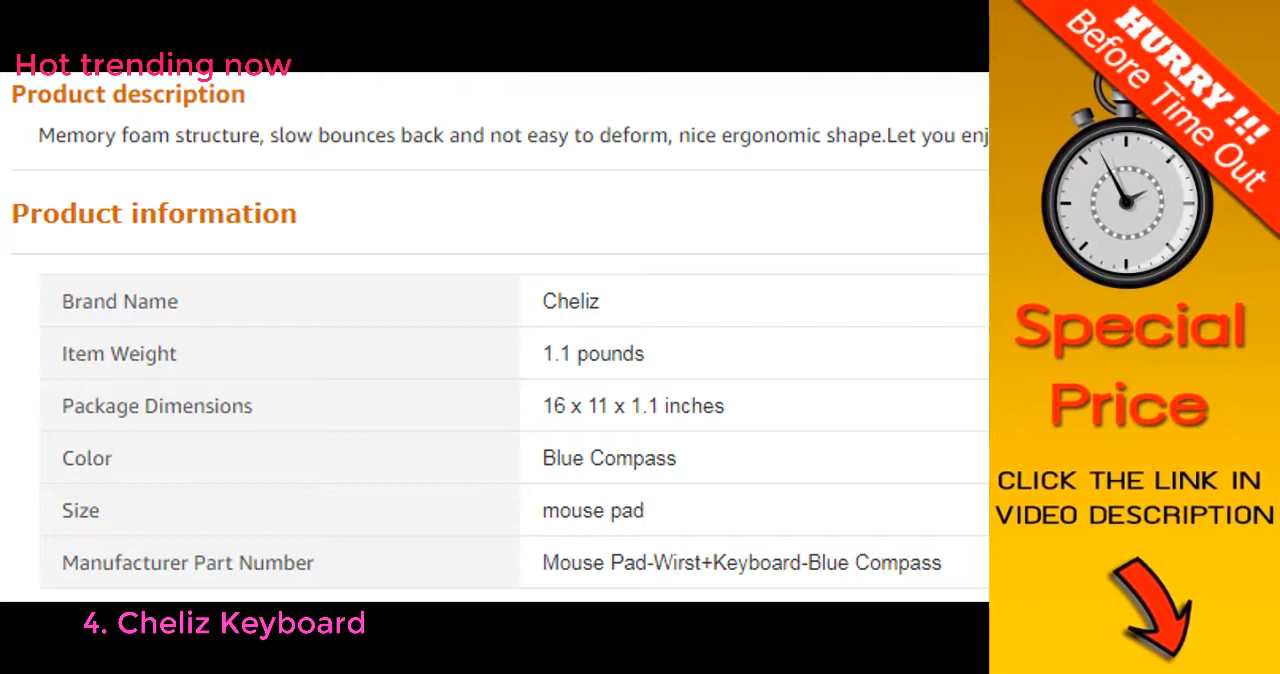 Hot trending now
Product description
Memory foam structure, slow bounces back and not easy to deform, nice ergonomic shape.Let you enj
Product information
Brand Name Cheliz
Item Weight 1.1 pounds
Package Dimensions 16 x 11 x 1.1 inches
Color Blue Compass
Size mouse pad
Manufacturer Part Number Mouse Pad-Wirst+Keyboard-Blue Compass
4. Cheliz Keyboard
HURRY !!!
Before Time Out
Special
Price
CLICK THE LINK IN
VIDEO DESCRIPTION